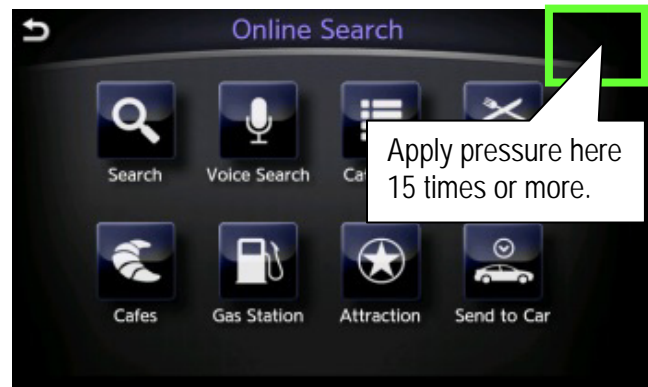 Online Search
Apply pressure here
15 times or more.
Search
Voice Search
Cat
Cafes
Gas Station
Attraction
Send to Car